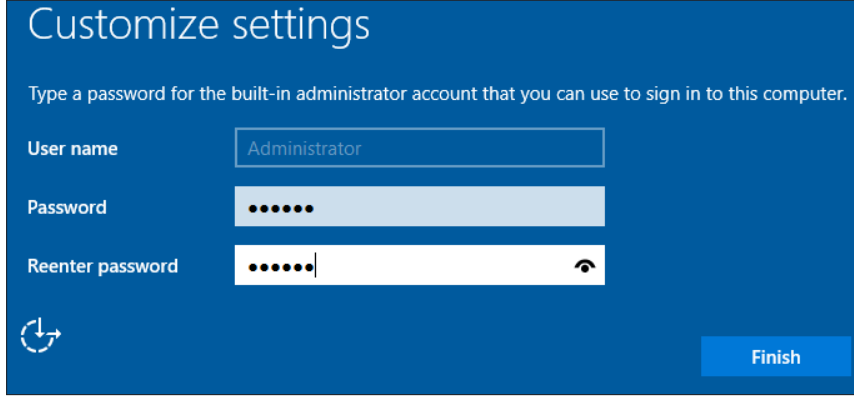 Customize settings
Type a password for the built-in administrator account that you can use to sign in to this computer.
User name
Administrator
Password
••••••
Reenter password
••••••
Finish